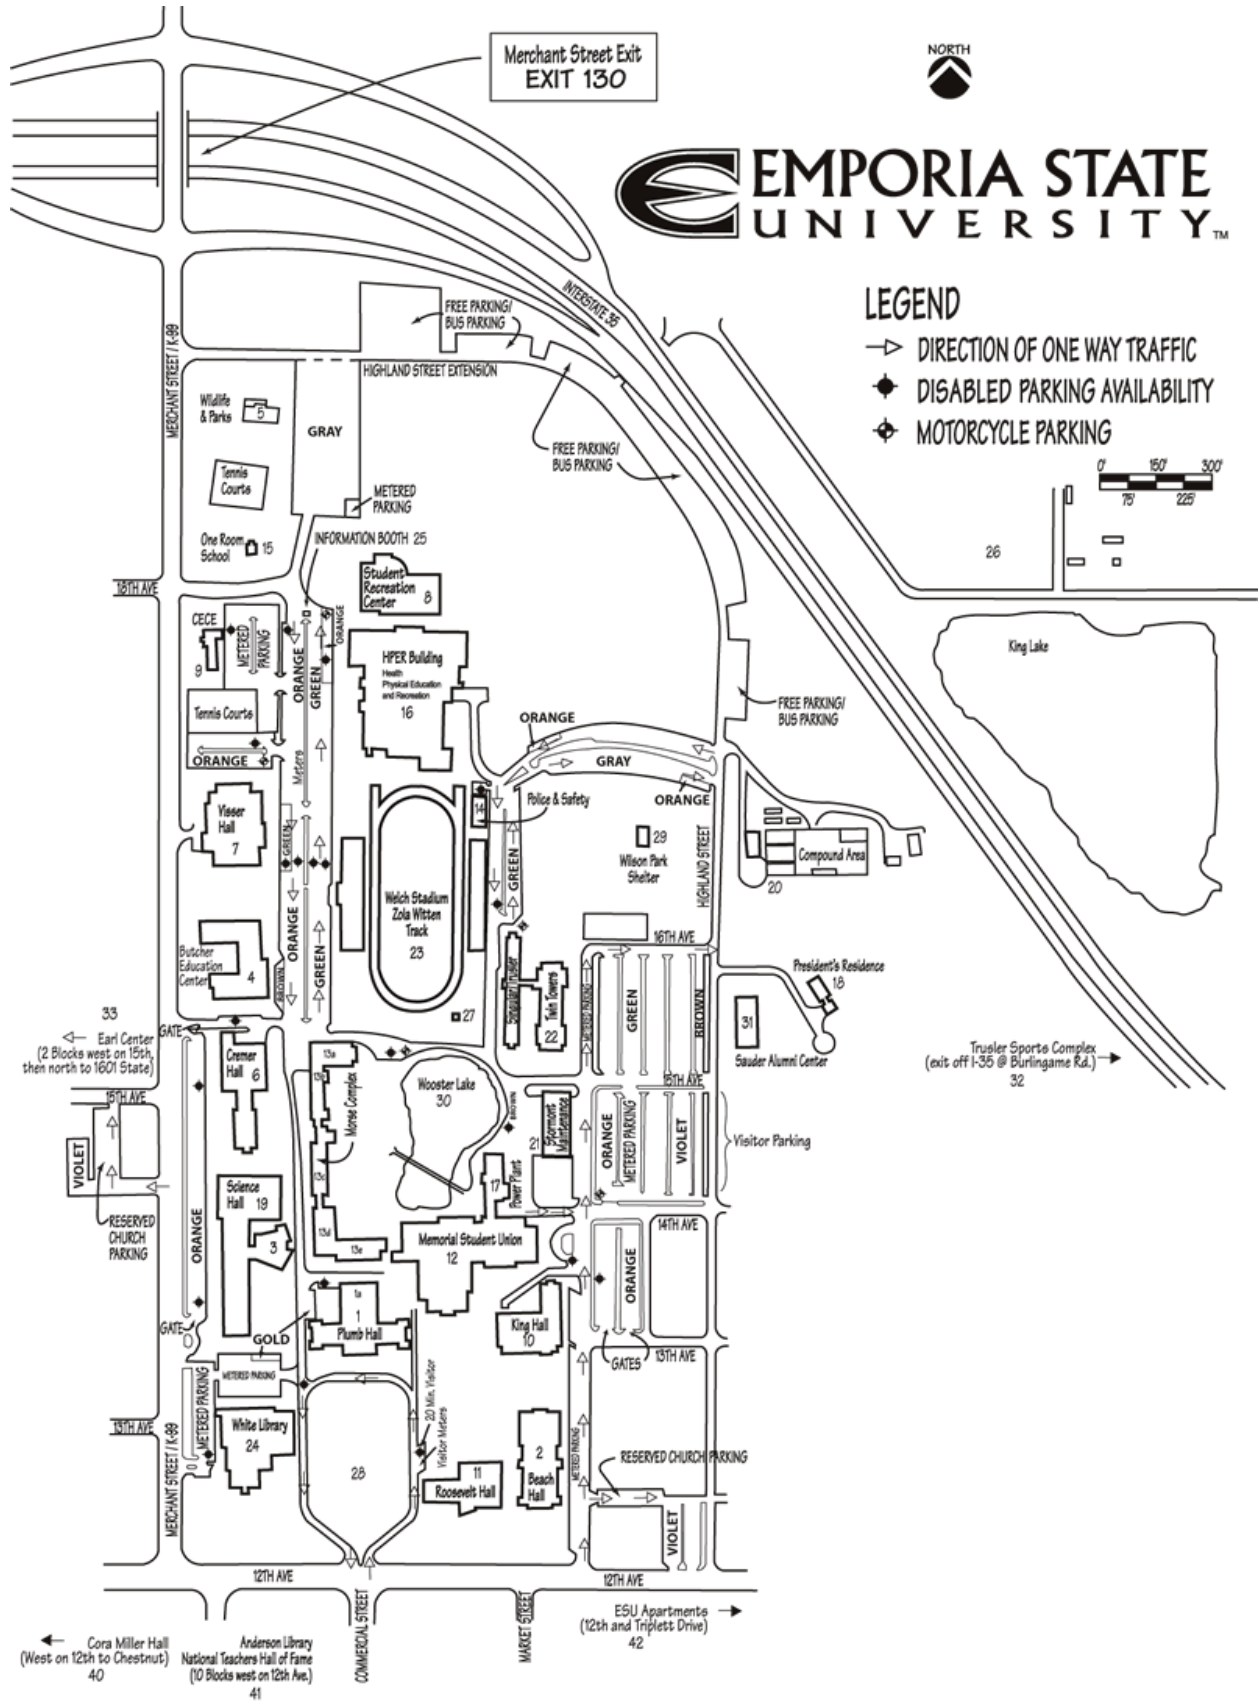 Merchant Street Exit
EXIT 130
NORTH
EMPORIA STATE
UNIVERSITY™
LEGEND
DIRECTION OF ONE WAY TRAFFIC
DISABLED PARKING AVAILABILITY
MOTORCYCLE PARKING
0' 150' 300'
75' 225'
INTERSTATE 35
FREE PARKING/
BUS PARKING
MERCHANT STREET / K-99
HIGHLAND STREET EXTENSION
Wildlife
& Parks
5
GRAY
FREE PARKING/
BUS PARKING
Tennis
Courts
METERED
PARKING
One Room
School
15
INFORMATION BOOTH 25
26
18TH AVE
Student
Recreation
Center
8
CECE
9
METERED
PARKING
ORANGE
GREEN
ORANGE
King Lake
HPER Building
Health
Physical Education
and Recreation
16
Tennis Courts
ORANGE
Meters
FREE PARKING/
BUS PARKING
ORANGE
GRAY
ORANGE
14
Police & Safety
Visser
Hall
7
GREEN
GREEN
29
Wilson Park
Shelter
HIGHLAND STREET
Compound Area
20
Welch Stadium
Zola Witten
Track
23
Butcher
Education
Center
4
BROWN
ORANGE
GREEN
16TH AVE
Singular/Trusler
Twin Towers
22
METERED PARKING
GREEN
BROWN
President's Residence
18
31
Sauder Alumni Center
27
33
Earl Center
(2 Blocks west on 15th,
then north to 1601 State)
GATE
Cremer
Hall
6
13a
13b
Morse Complex
13c
13d
13e
Wooster Lake
30
BROWN
Trusler Sports Complex
(exit off I-35 @ Burlingame Rd.)
32
15TH AVE
15TH AVE
VIOLET
RESERVED
CHURCH
PARKING
ORANGE
21
Stormont
Maintenance
ORANGE
METERED PARKING
VIOLET
Visitor Parking
Science
Hall 19
3
17
Power Plant
14TH AVE
Memorial Student Union
12
ORANGE
1a
1
Plumb Hall
King Hall
10
GATE
GOLD
GATES
13TH AVE
METERED PARKING
METERED PARKING
20 Min. Visitor
Visitor Meters
13TH AVE
White Library
24
MERCHANT STREET / K-99
28
11
Roosevelt Hall
2
Beach
Hall
METERED PARKING
RESERVED CHURCH PARKING
VIOLET
12TH AVE
12TH AVE
COMMERCIAL STREET
MARKET STREET
ESU Apartments
(12th and Triplett Drive)
42
Cora Miller Hall
(West on 12th to Chestnut)
40
Anderson Library
National Teachers Hall of Fame
(10 Blocks west on 12th Ave.)
41